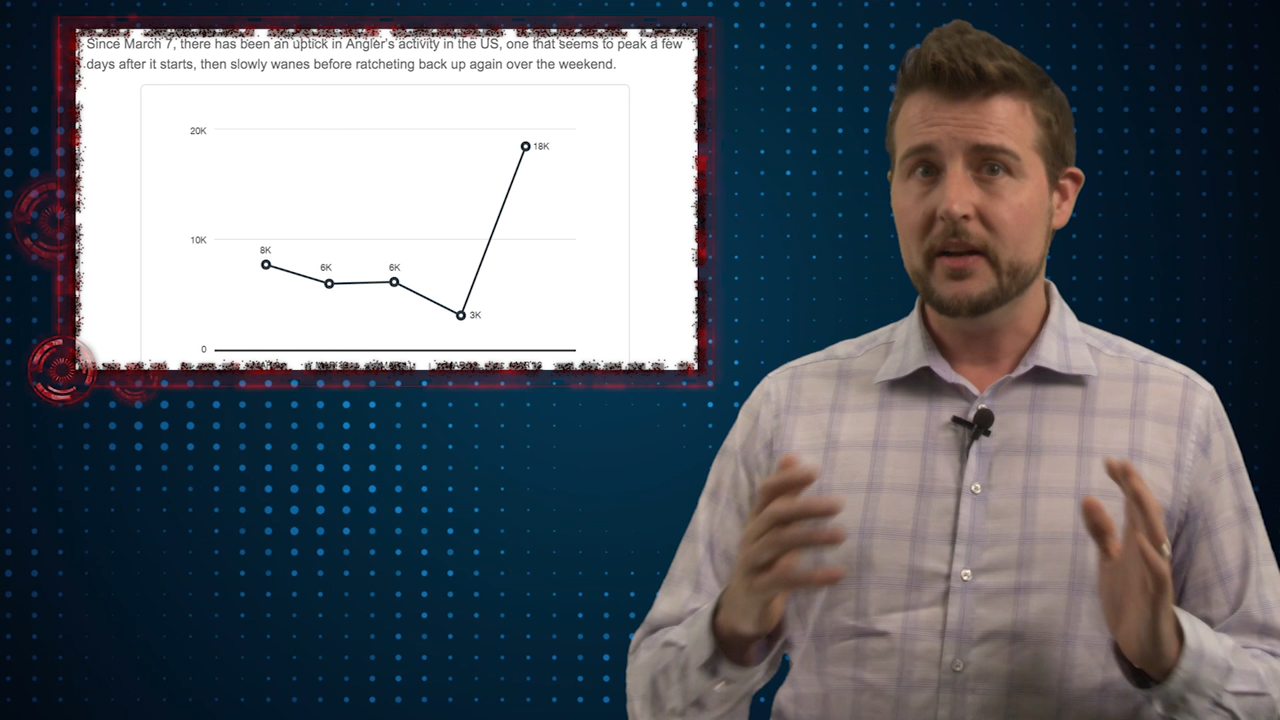 Since March 7, there has been an uptick in Angler's activity in the US, one that seems to peak a few
days after it starts, then slowly wanes before ratcheting back up again over the weekend.
20K
18K
10K
8K
6K
6K
3K
0